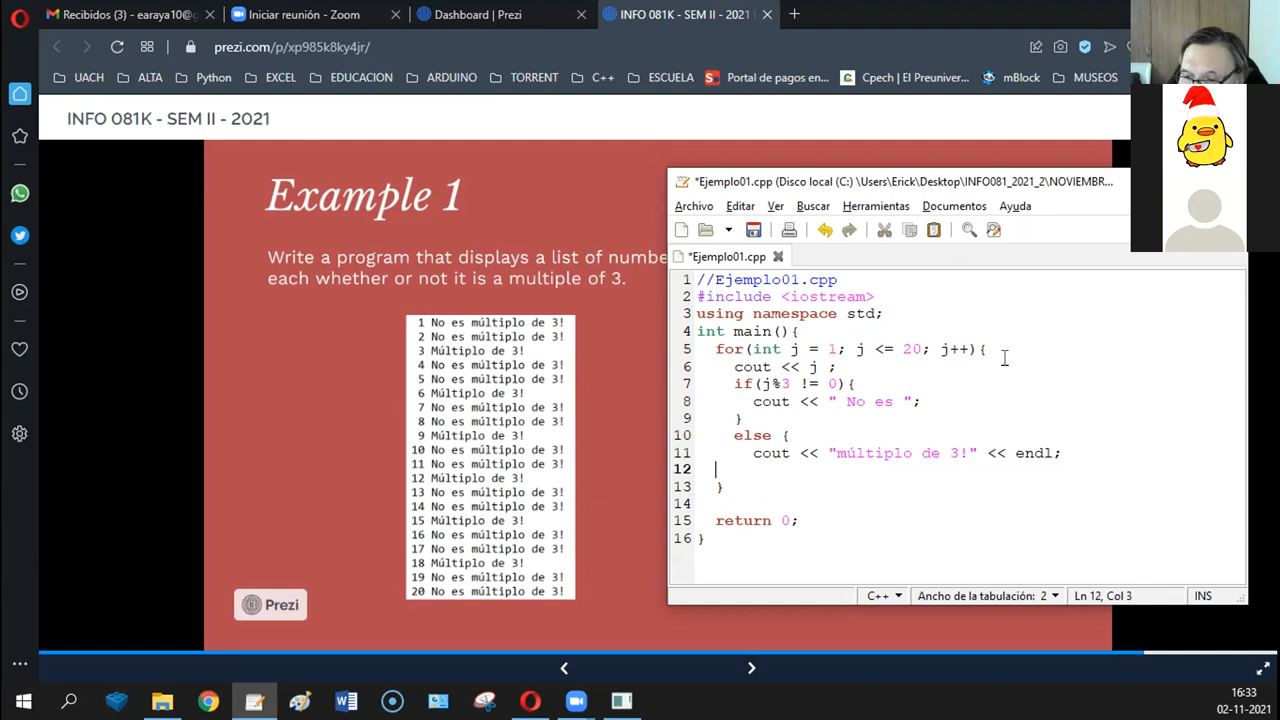 Recibidos (3) - earaya10@g
Iniciar reunión - Zoom
Dashboard | Prezi
INFO 081K - SEM II - 2021
prezi.com/p/xp985k8ky4jr/
UACH
ALTA
Python
EXCEL
EDUCACION
ARDUINO
TORRENT
C++
ESCUELA
Portal de pagos en...
Cpech | El Preuniver...
mBlock
MUSEOS
INFO 081K - SEM II - 2021
Example 1
Write a program that displays a list of numbe
each whether or not it is a multiple of 3.
1 No es múltiplo de 3!
2 No es múltiplo de 3!
3 Múltiplo de 3!
4 No es múltiplo de 3!
5 No es múltiplo de 3!
6 Múltiplo de 3!
7 No es múltiplo de 3!
8 No es múltiplo de 3!
9 Múltiplo de 3!
10 No es múltiplo de 3!
11 No es múltiplo de 3!
12 Múltiplo de 3!
13 No es múltiplo de 3!
14 No es múltiplo de 3!
15 Múltiplo de 3!
16 No es múltiplo de 3!
17 No es múltiplo de 3!
18 Múltiplo de 3!
19 No es múltiplo de 3!
20 No es múltiplo de 3!
Prezi
*Ejemplo01.cpp (Disco local (C:) \Users\Erick\Desktop\INFO081_2021_2\NOVIEMBR...
Archivo Editar Ver Buscar Herramientas Documentos Ayuda
*Ejemplo01.cpp
1 //Ejemplo01.cpp
2 #include <iostream>
3 using namespace std;
4 int main(){
5 for(int j = 1; j <= 20; j++){
6 cout << j ;
7 if(j%3 != 0){
8 cout << " No es ";
9 }
10 else {
11 cout << "múltiplo de 3!" << endl;
12
13 }
14
15 return 0;
16 }
C++ Ancho de la tabulación: 2 Ln 12, Col 3 INS
16:33
02-11-2021